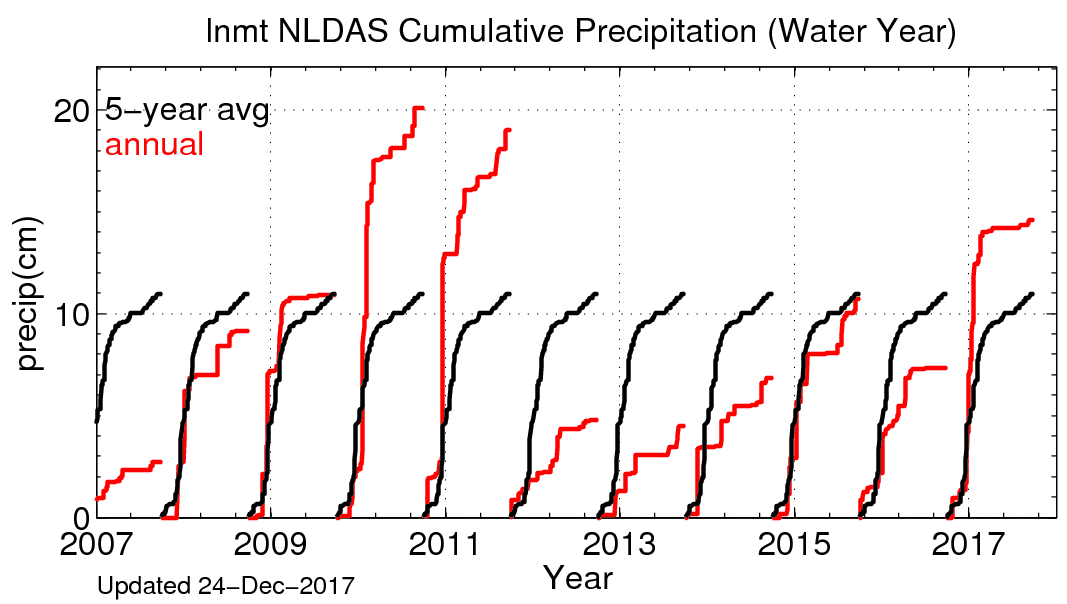 lnmt NLDAS Cumulative Precipitation (Water Year)
5−year avg
annual
20
10
0
precip(cm)
2007 2009 2011 2013 2015 2017
Year
Updated 24−Dec−2017